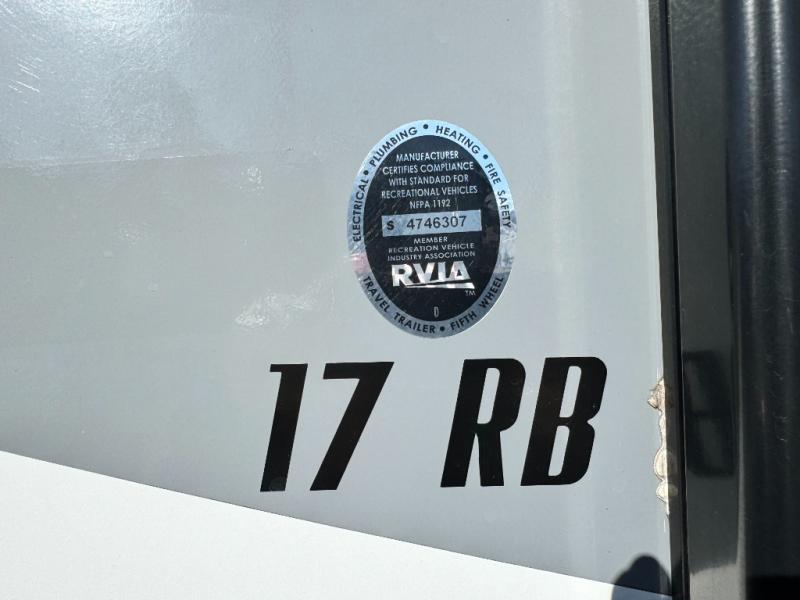 ELECTRICAL • PLUMBING • HEATING • FIRE SAFETY
MANUFACTURER
CERTIFIES COMPLIANCE
WITH STANDARD FOR
RECREATIONAL VEHICLES
NFPA 1192
S 4746307
MEMBER
RECREATION VEHICLE
INDUSTRY ASSOCIATION
RVIA
TM
0
TRAVEL TRAILER • FIFTH WHEEL
17 RB